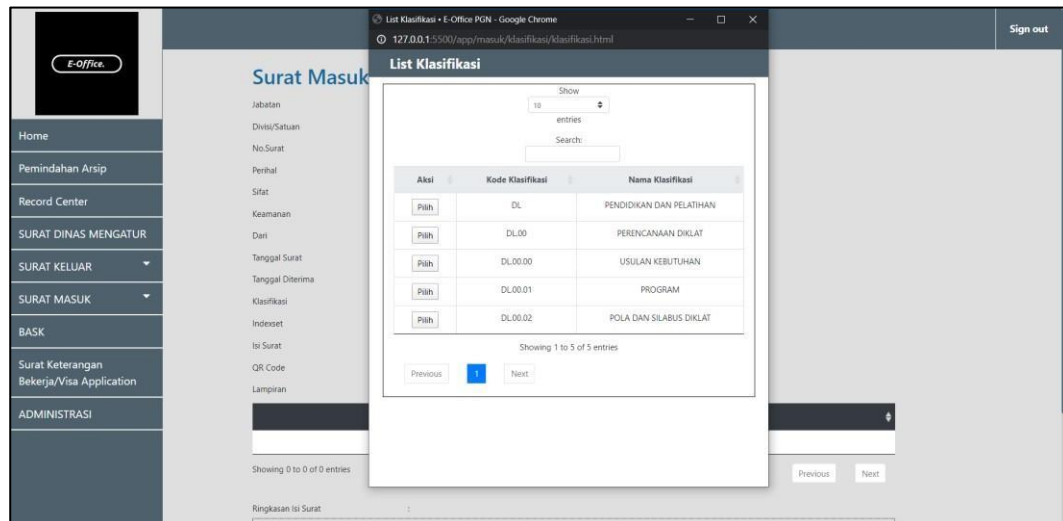 E-Office.
Home
Pemindahan Arsip
Record Center
SURAT DINAS MENGATUR
SURAT KELUAR
SURAT MASUK
BASK
Surat Keterangan
Bekerja/Visa Application
ADMINISTRASI
Sign out
Surat Masuk
Jabatan
Divisi/Satuan
No.Surat
Perihal
Sifat
Keamanan
Dari
Tanggal Surat
Tanggal Diterima
Klasifikasi
Indexset
Isi Surat
QR Code
Lampiran
Showing 0 to 0 of 0 entries
Previous Next
Ringkasan Isi Surat :
List Klasifikasi • E-Office PGN - Google Chrome
127.0.0.1:5500/app/masuk/klasifikasi/klasifikasi.html
List Klasifikasi
Show
10
entries
Search:
Aksi Kode Klasifikasi Nama Klasifikasi
Pilih DL PENDIDIKAN DAN PELATIHAN
Pilih DL.00 PERENCANAAN DIKLAT
Pilih DL.00.00 USULAN KEBUTUHAN
Pilih DL.00.01 PROGRAM
Pilih DL.00.02 POLA DAN SILABUS DIKLAT
Showing 1 to 5 of 5 entries
Previous 1 Next